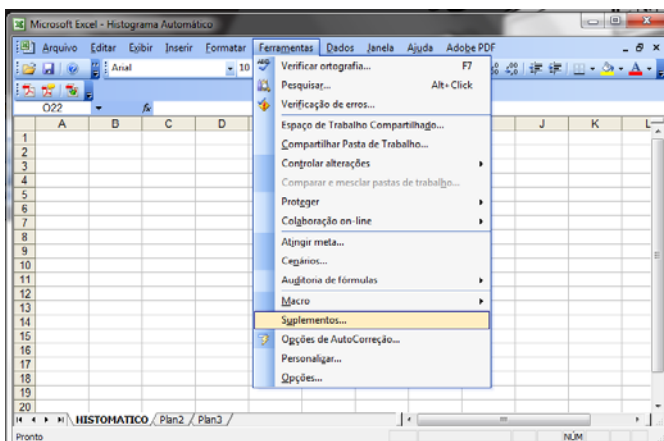 Microsoft Excel - Histograma Automático
Arquivo Editar Exibir Inserir Formatar Ferramentas Dados Janela Ajuda Adobe PDF
Arial 10
O22 fx
A B C D J K L
1
2
3
4
5
6
7
8
9
10
11
12
13
14
15
16
17
18
19
20
Verificar ortografia... F7
Pesquisar... Alt+Click
Verificação de erros...
Espaço de Trabalho Compartilhado...
Compartilhar Pasta de Trabalho...
Controlar alterações
Comparar e mesclar pastas de trabalho...
Proteger
Colaboração on-line
Atingir meta...
Cenários...
Auditoria de fórmulas
Macro
Suplementos...
Opções de AutoCorreção...
Personalizar...
Opções...
HISTOMATICO Plan2 Plan3
Pronto NÚM